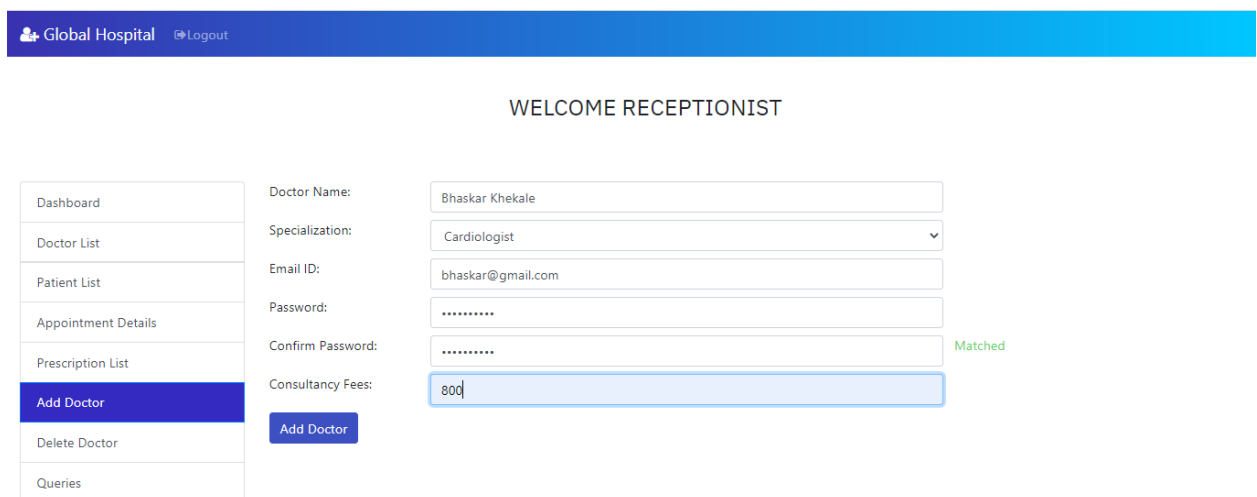 Global Hospital Logout
WELCOME RECEPTIONIST
Dashboard
Doctor List
Patient List
Appointment Details
Prescription List
Add Doctor
Delete Doctor
Queries
Doctor Name: Bhaskar Khekale
Specialization: Cardiologist
Email ID: bhaskar@gmail.com
Password: ••••••••••
Confirm Password: •••••••••• Matched
Consultancy Fees: 800
Add Doctor